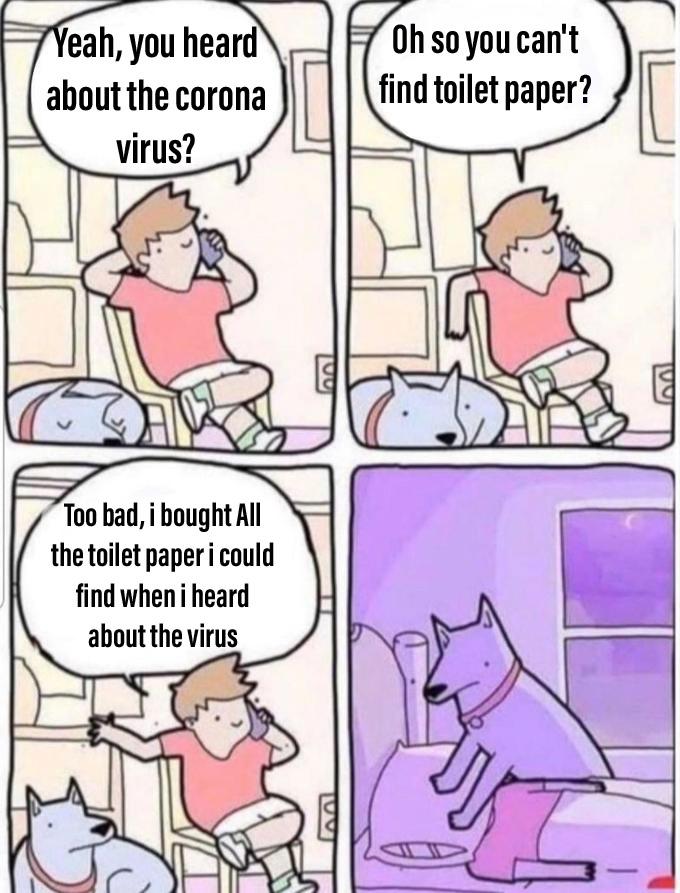 Yeah, you heard
about the corona
virus?
Oh so you can't
find toilet paper?
Too bad, i bought All
the toilet paper i could
find when i heard
about the virus